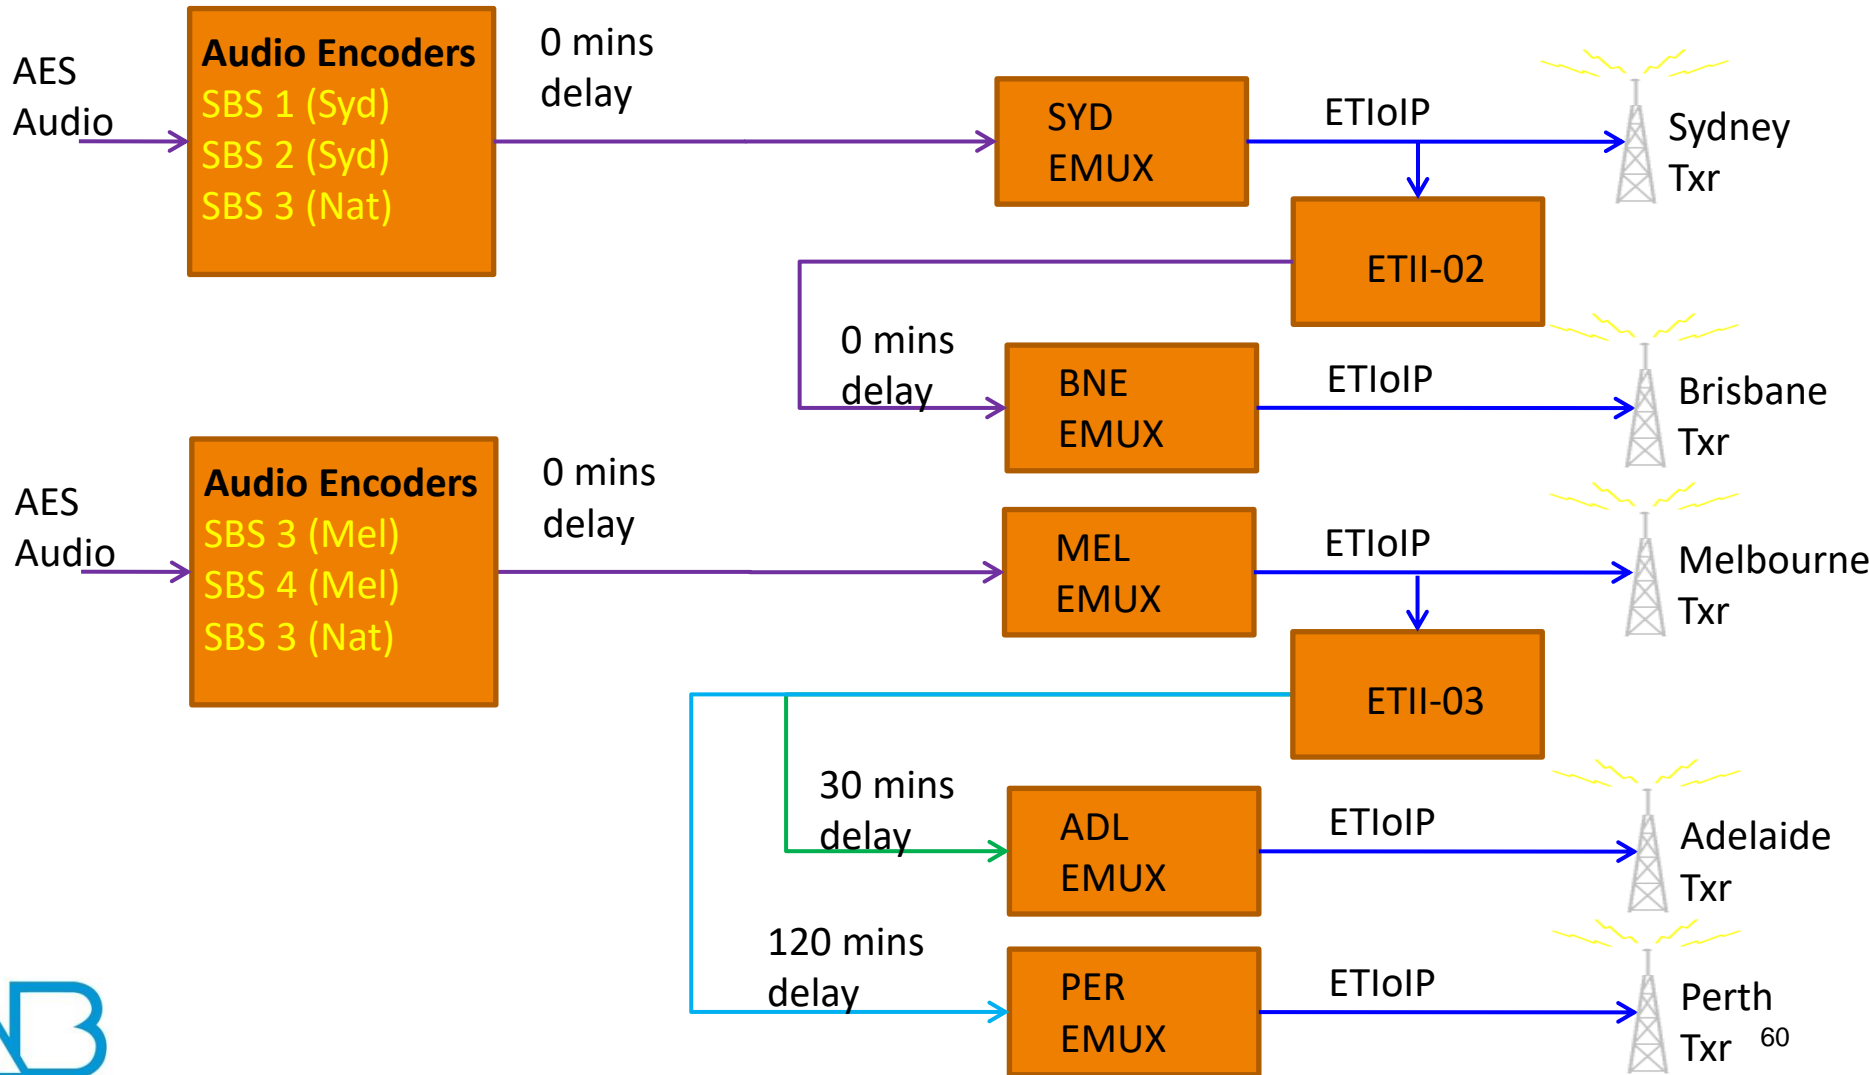 AES
Audio
Audio Encoders
SBS 1 (Syd)
SBS 2 (Syd)
SBS 3 (Nat)
0 mins
delay
SYD
EMUX
ETIoIP
Sydney
Txr
ETII-02
0 mins
delay
BNE
EMUX
ETIoIP
Brisbane
Txr
AES
Audio
Audio Encoders
SBS 3 (Mel)
SBS 4 (Mel)
SBS 3 (Nat)
0 mins
delay
MEL
EMUX
ETIoIP
Melbourne
Txr
ETII-03
30 mins
delay
ADL
EMUX
ETIoIP
Adelaide
Txr
120 mins
delay
PER
EMUX
ETIoIP
Perth
Txr
60